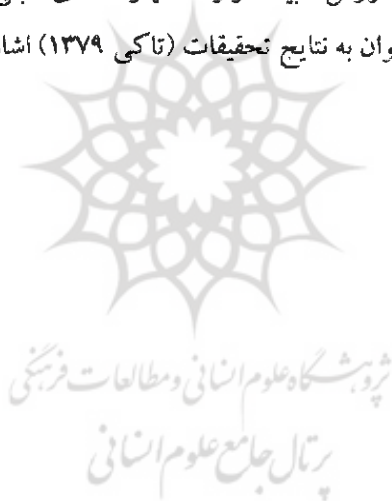 وان به نتایج تحقیقات (تاکی ۱۳۷۹) اشا
پژوهشگاه علوم انسانی و مطالعات فرهنگی
پرتال جامع علوم انسانی